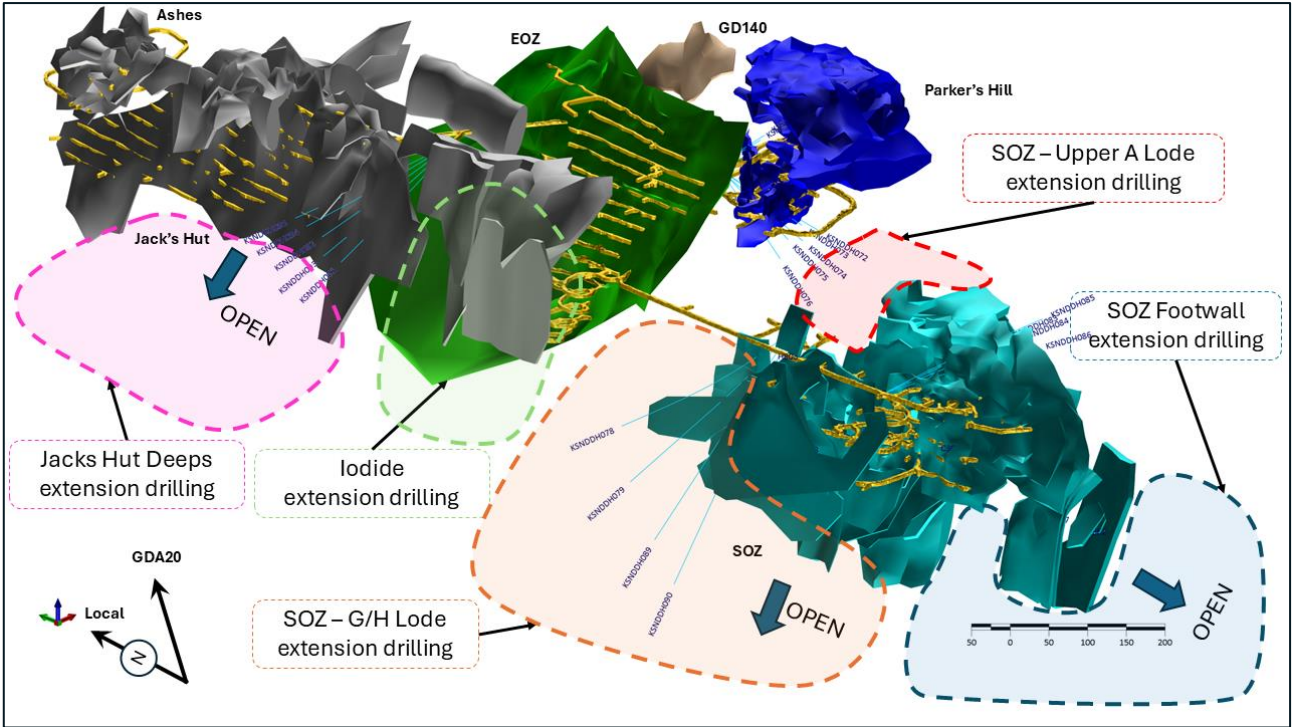 Ashes
EOZ
GD140
Parker's Hill
SOZ – Upper A Lode
extension drilling
KSNDDH072
KSNDDH074
KSNDDH076
KSNDDH085
KSNDDH086
SOZ Footwall
extension drilling
Jack's Hut
OPEN
Jacks Hut Deeps
extension drilling
Iodide
extension drilling
KSNDDH078
KSNDDH079
KSNDDH089
KSNDDH090
SOZ
OPEN
OPEN
SOZ – G/H Lode
extension drilling
GDA20
Local
N
50 0 50 100 150 200